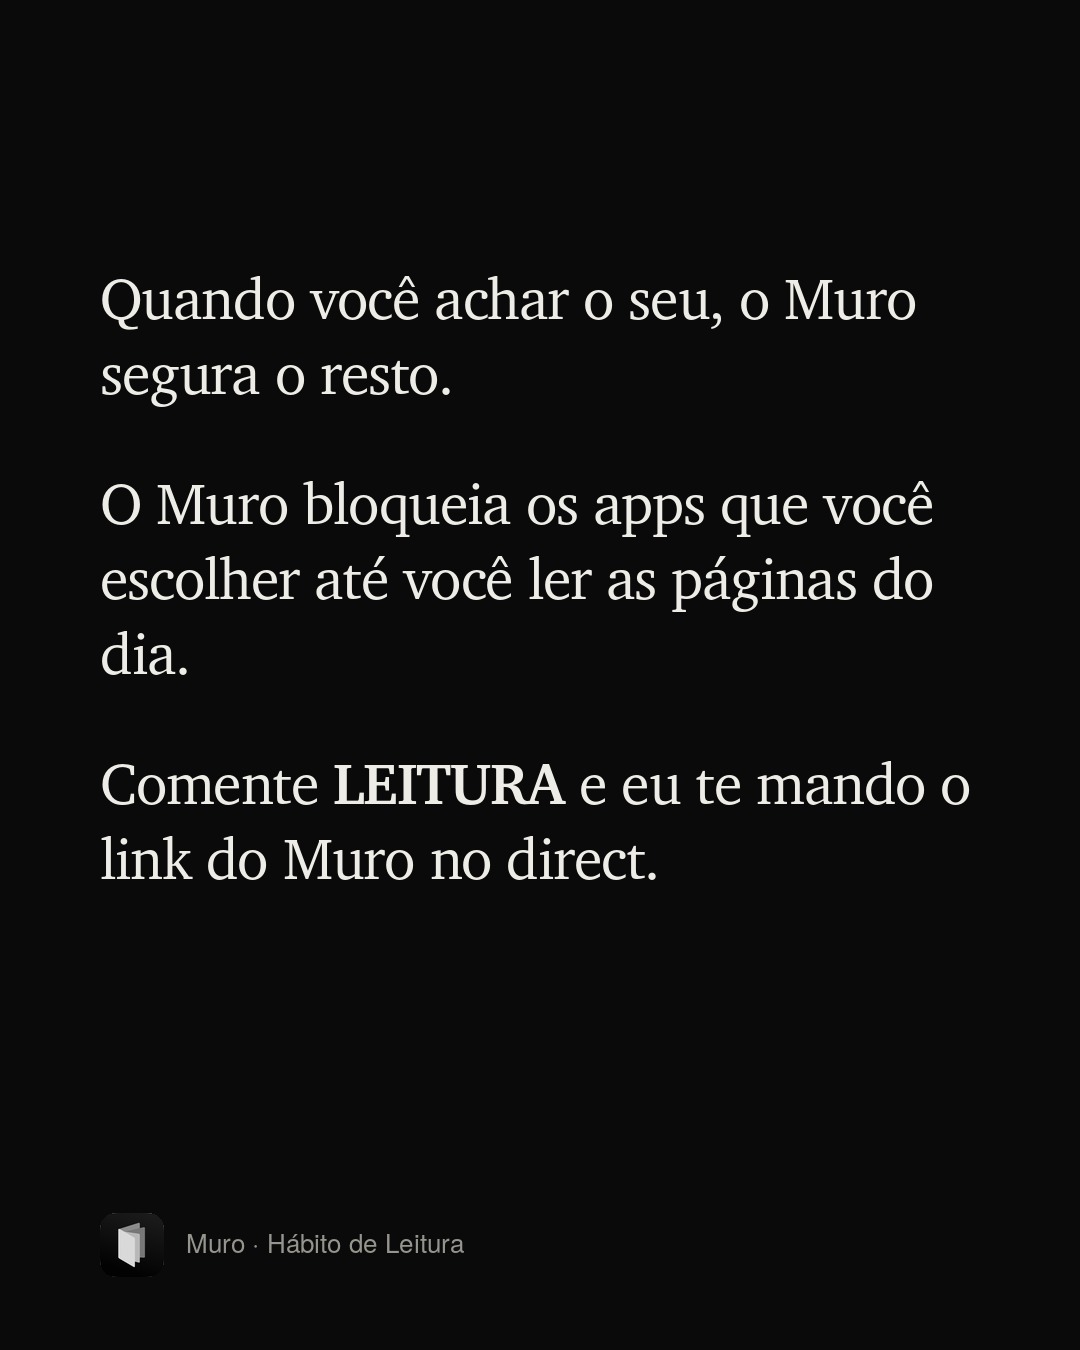 Quando você achar o seu, o Muro
segura o resto.
O Muro bloqueia os apps que você
escolher até você ler as páginas do
dia.
Comente LEITURA e eu te mando o
link do Muro no direct.
Muro · Hábito de Leitura